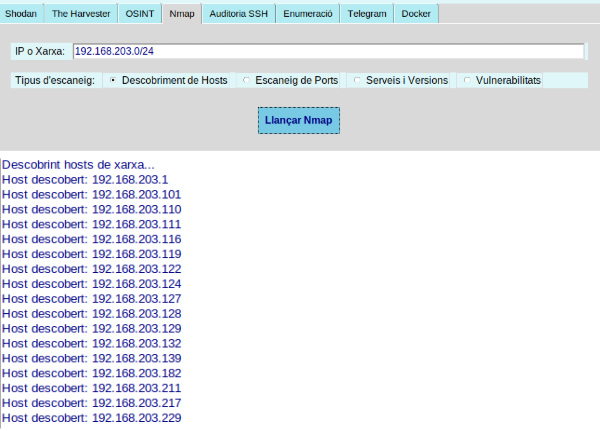 Shodan The Harvester OSINT Nmap Auditoria SSH Enumeració Telegram Docker
IP o Xarxa: 192.168.203.0/24
Tipus d'escaneig: Descobriment de Hosts Escaneig de Ports Serveis i Versions Vulnerabilitats
Llançar Nmap
Descobrint hosts de xarxa...
Host descobert: 192.168.203.1
Host descobert: 192.168.203.101
Host descobert: 192.168.203.110
Host descobert: 192.168.203.111
Host descobert: 192.168.203.116
Host descobert: 192.168.203.119
Host descobert: 192.168.203.122
Host descobert: 192.168.203.124
Host descobert: 192.168.203.127
Host descobert: 192.168.203.128
Host descobert: 192.168.203.129
Host descobert: 192.168.203.132
Host descobert: 192.168.203.139
Host descobert: 192.168.203.182
Host descobert: 192.168.203.211
Host descobert: 192.168.203.217
Host descobert: 192.168.203.229